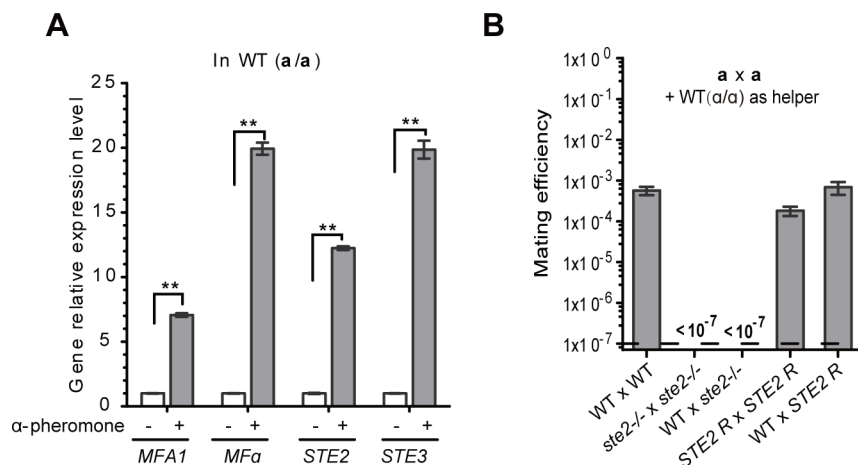 A
In WT (a/a)
Gene relative expression level
25
20
15
10
5
0
**
**
**
**
α-pheromone
- + - + - + - +
MFA1 MFα STE2 STE3
B
a x a
+ WT(α/α) as helper
Mating efficiency
1x10⁰
1x10¹
1x10⁻²
1x10⁻³
1x10⁻⁴
1x10⁻⁵
1x10⁻⁶
1x10⁻⁷
<10⁻⁷ <10⁻⁷
WT x WT
ste2-/- x ste2-/-
WT x ste2-/-
STE2 R x STE2 R
WT x STE2 R